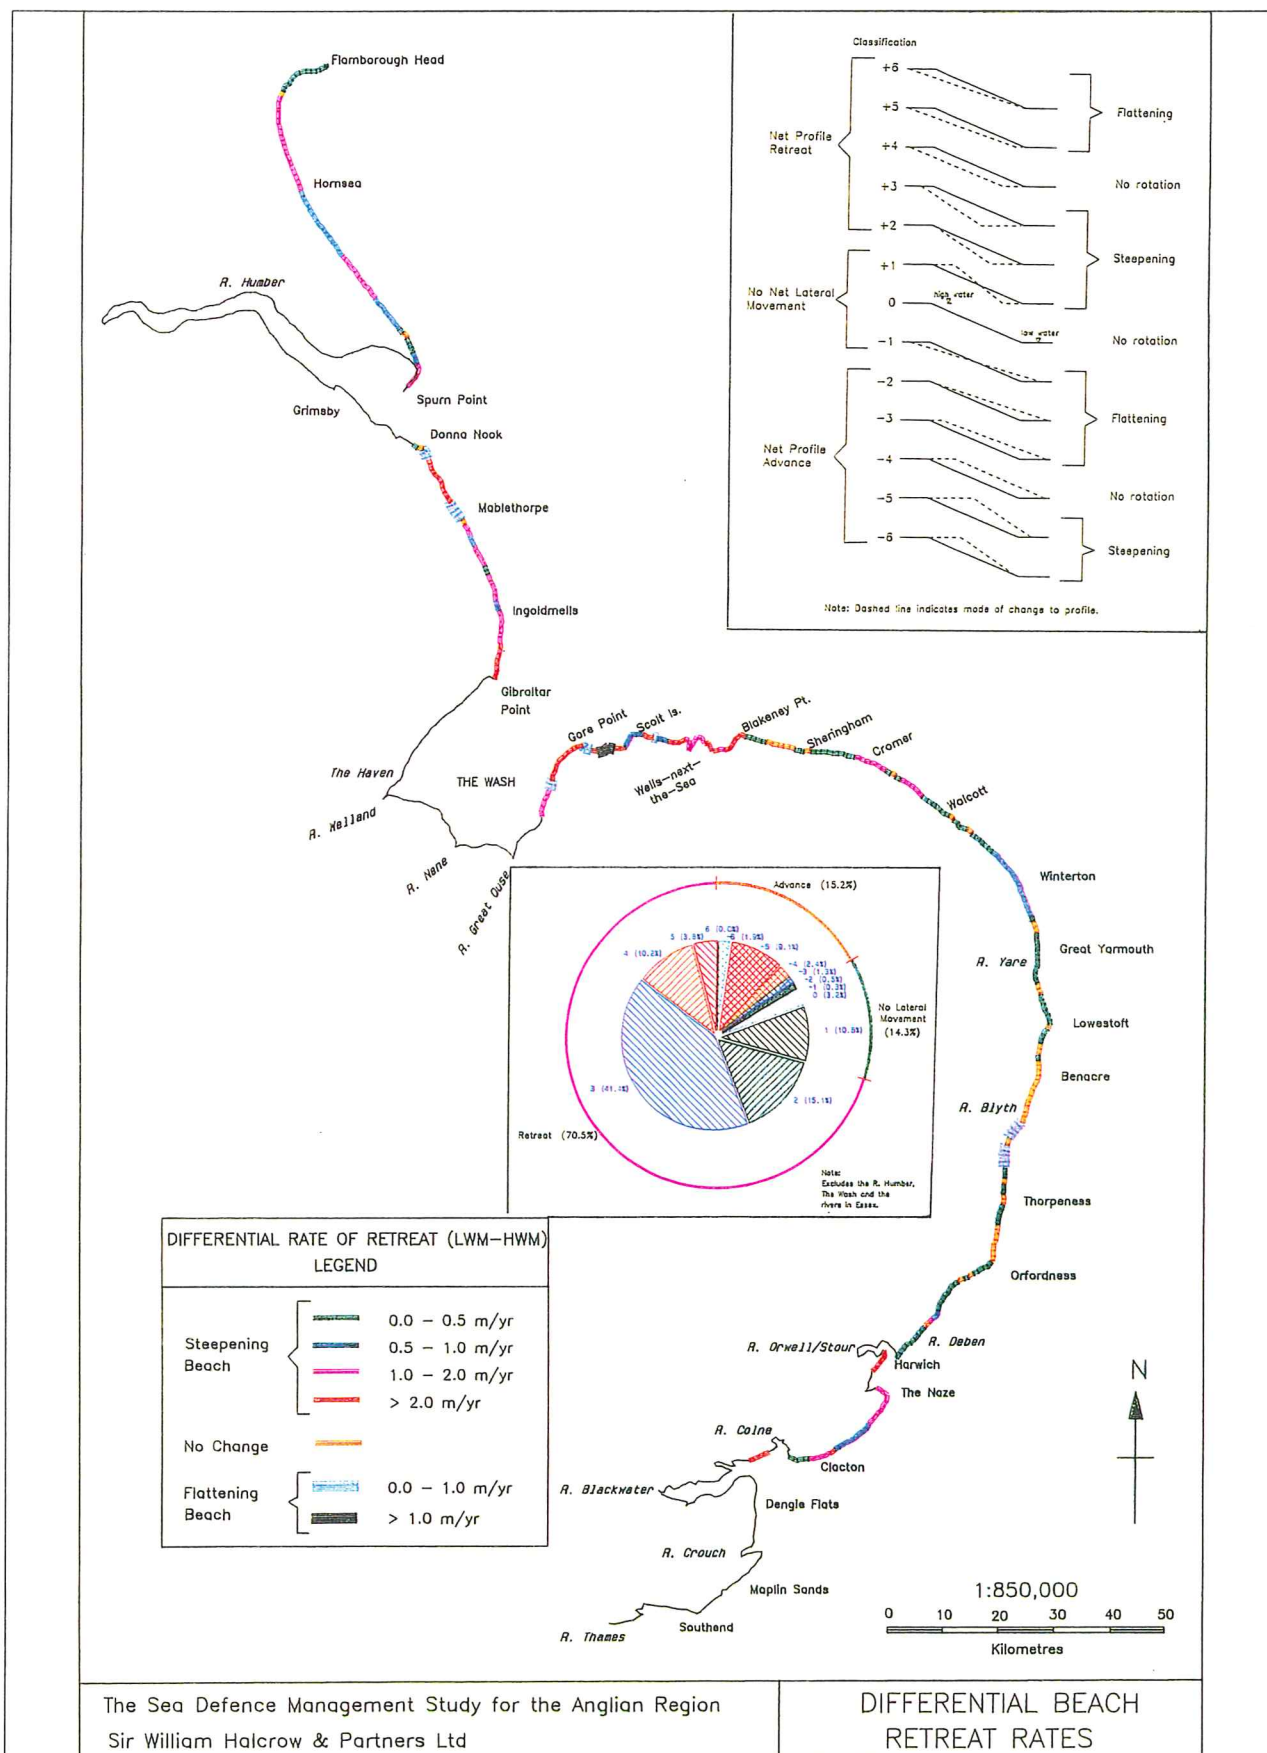 Classification
+6
+5
+4
+3
+2
+1
0
-1
-2
-3
-4
-5
-6
Net Profile
Retreat
No Net Lateral
Movement
Net Profile
Advance
high water
low water
Flattening
No rotation
Steepening
No rotation
Flattening
No rotation
Steepening
Note: Dashed line indicates mode of change to profile.
Flamborough Head
Hornsea
R. Humber
Grimsby
Spurn Point
Donna Nook
Mablethorpe
Ingoldmells
Gibraltar
Point
The Haven
THE WASH
R. Welland
R. Nene
R. Great Ouse
Gore Point
Scolt Is.
Wells-next-
the-Sea
Blakeney Pt.
Sheringham
Cromer
Walcott
Winterton
Great Yarmouth
R. Yare
Lowestoft
Benacre
R. Blyth
Thorpeness
Orfordness
R. Deben
R. Orwell/Stour
Harwich
The Naze
R. Colne
Clacton
R. Blackwater
Dengie Flats
R. Crouch
Maplin Sands
Southend
R. Thames
Advance (15.2%)
No Lateral
Movement
(14.3%)
Retreat (70.5%)
6 (0.0%)
-6 (1.9%)
5 (3.8%)
-5 (9.1%)
4 (10.2%)
-4 (2.4%)
-3 (1.3%)
-2 (0.5%)
-1 (0.3%)
0 (3.2%)
1 (10.8%)
3 (41.4%)
2 (15.1%)
Note:
Excludes the R. Humber,
The Wash and the
rivers in Essex.
DIFFERENTIAL RATE OF RETREAT (LWM-HWM)
LEGEND
Steepening
Beach
0.0 - 0.5 m/yr
0.5 - 1.0 m/yr
1.0 - 2.0 m/yr
> 2.0 m/yr
No Change
Flattening
Beach
0.0 - 1.0 m/yr
> 1.0 m/yr
N
1:850,000
0 10 20 30 40 50
Kilometres
The Sea Defence Management Study for the Anglian Region
Sir William Halcrow & Partners Ltd
DIFFERENTIAL BEACH
RETREAT RATES